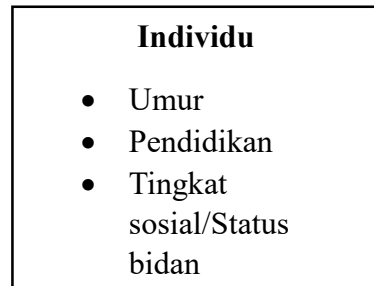 Individu
• Umur
• Pendidikan
• Tingkat
sosial/Status
bidan